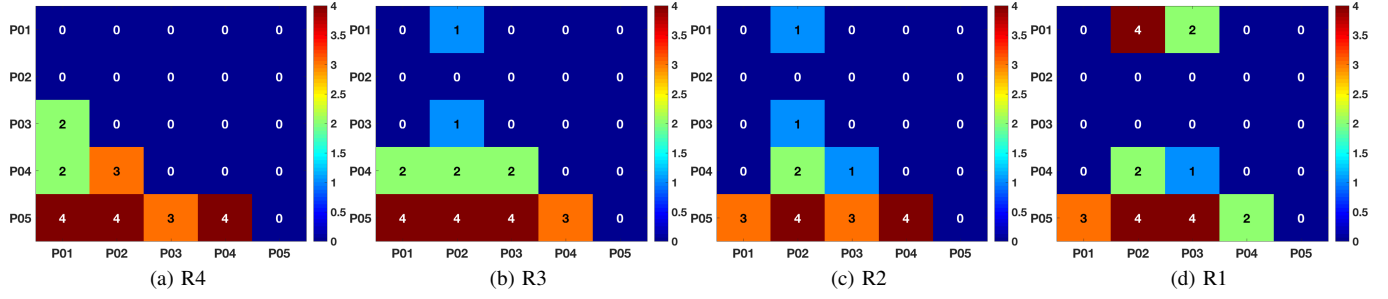 P01 0 0 0 0 0
P02 0 0 0 0 0
P03 2 0 0 0 0
P04 2 3 0 0 0
P05 4 4 3 4 0
P01 P02 P03 P04 P05
4
3.5
3
2.5
2
1.5
1
0.5
0
(a) R4
P01 0 1 0 0 0
P02 0 0 0 0 0
P03 0 1 0 0 0
P04 2 2 2 0 0
P05 4 4 4 3 0
P01 P02 P03 P04 P05
4
3.5
3
2.5
2
1.5
1
0.5
0
(b) R3
P01 0 1 0 0 0
P02 0 0 0 0 0
P03 0 1 0 0 0
P04 0 2 1 0 0
P05 3 4 3 4 0
P01 P02 P03 P04 P05
4
3.5
3
2.5
2
1.5
1
0.5
0
(c) R2
P01 0 4 2 0 0
P02 0 0 0 0 0
P03 0 0 0 0 0
P04 0 2 1 0 0
P05 3 4 4 2 0
P01 P02 P03 P04 P05
4
3.5
3
2.5
2
1.5
1
0.5
0
(d) R1